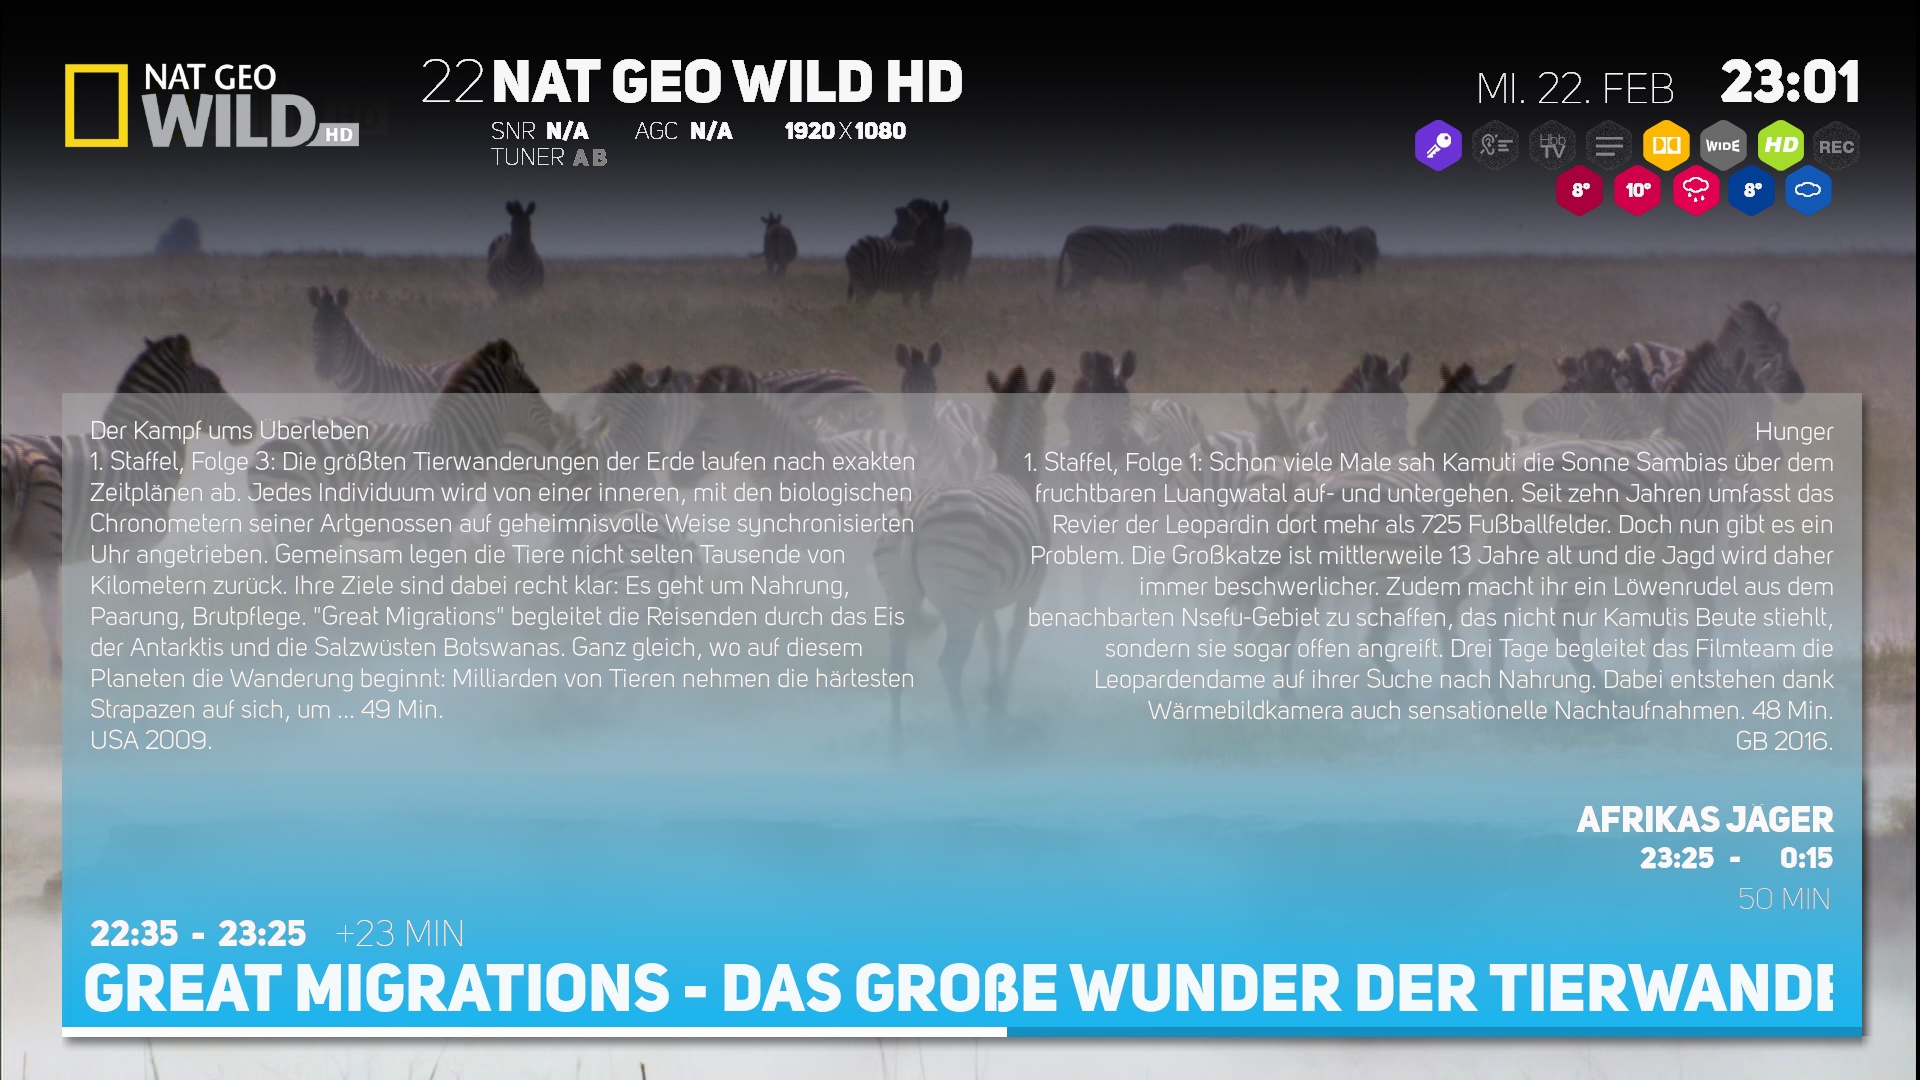 NAT GEO
WILD HD
22 NAT GEO WILD HD
SNR N/A AGC N/A 1920X1080
TUNER A B
MI. 22. FEB 23:01
Hbb TV WIDE HD REC
8° 10° 8°
Der Kampf ums Überleben
1. Staffel, Folge 3: Die größten Tierwanderungen der Erde laufen nach exakten
Zeitplänen ab. Jedes Individuum wird von einer inneren, mit den biologischen
Chronometern seiner Artgenossen auf geheimnisvolle Weise synchronisierten
Uhr angetrieben. Gemeinsam legen die Tiere nicht selten Tausende von
Kilometern zurück. Ihre Ziele sind dabei recht klar: Es geht um Nahrung,
Paarung, Brutpflege. "Great Migrations" begleitet die Reisenden durch das Eis
der Antarktis und die Salzwüsten Botswanas. Ganz gleich, wo auf diesem
Planeten die Wanderung beginnt: Milliarden von Tieren nehmen die härtesten
Strapazen auf sich, um ... 49 Min.
USA 2009.
Hunger
1. Staffel, Folge 1: Schon viele Male sah Kamuti die Sonne Sambias über dem
fruchtbaren Luangwatal auf- und untergehen. Seit zehn Jahren umfasst das
Revier der Leopardin dort mehr als 725 Fußballfelder. Doch nun gibt es ein
Problem. Die Großkatze ist mittlerweile 13 Jahre alt und die Jagd wird daher
immer beschwerlicher. Zudem macht ihr ein Löwenrudel aus dem
benachbarten Nsefu-Gebiet zu schaffen, das nicht nur Kamutis Beute stiehlt,
sondern sie sogar offen angreift. Drei Tage begleitet das Filmteam die
Leopardendame auf ihrer Suche nach Nahrung. Dabei entstehen dank
Wärmebildkamera auch sensationelle Nachtaufnahmen. 48 Min.
GB 2016.
AFRIKAS JÄGER
23:25 - 0:15
50 MIN
22:35 - 23:25 +23 MIN
GREAT MIGRATIONS - DAS GROßE WUNDER DER TIERWANDE